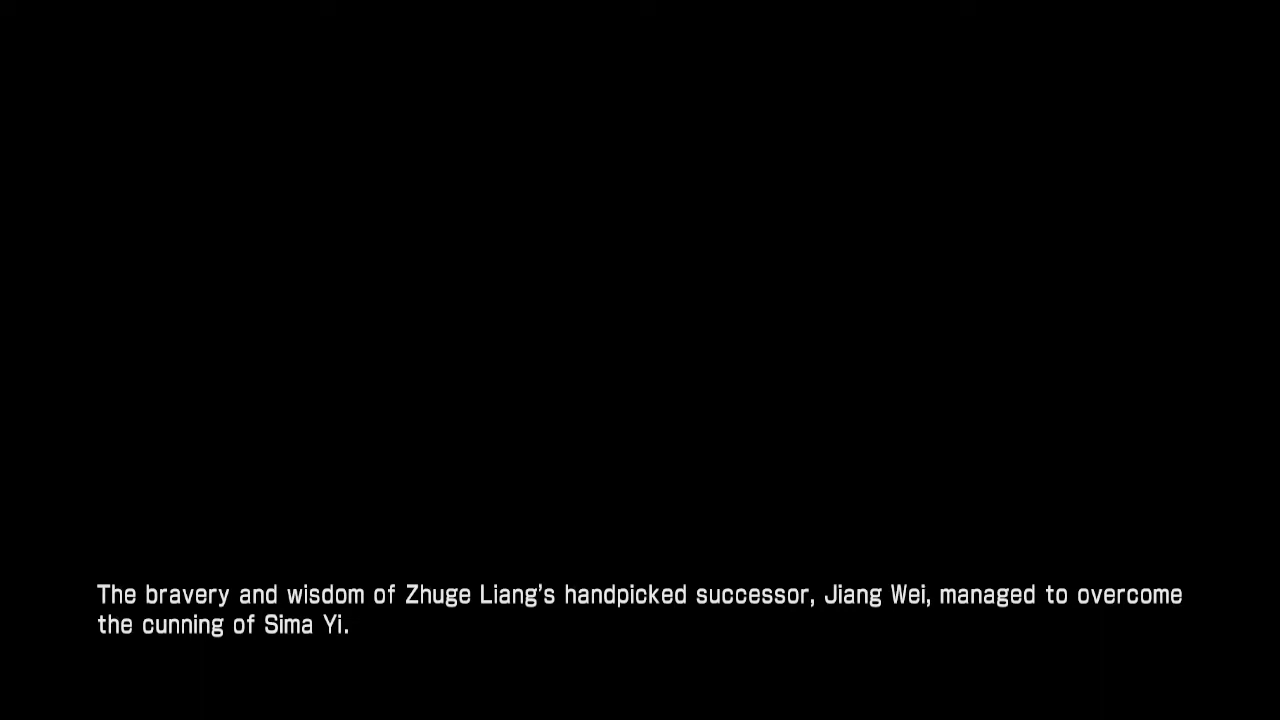 The bravery and wisdom of Zhuge Liang's handpicked successor, Jiang Wei, managed to overcome
the cunning of Sima Yi.